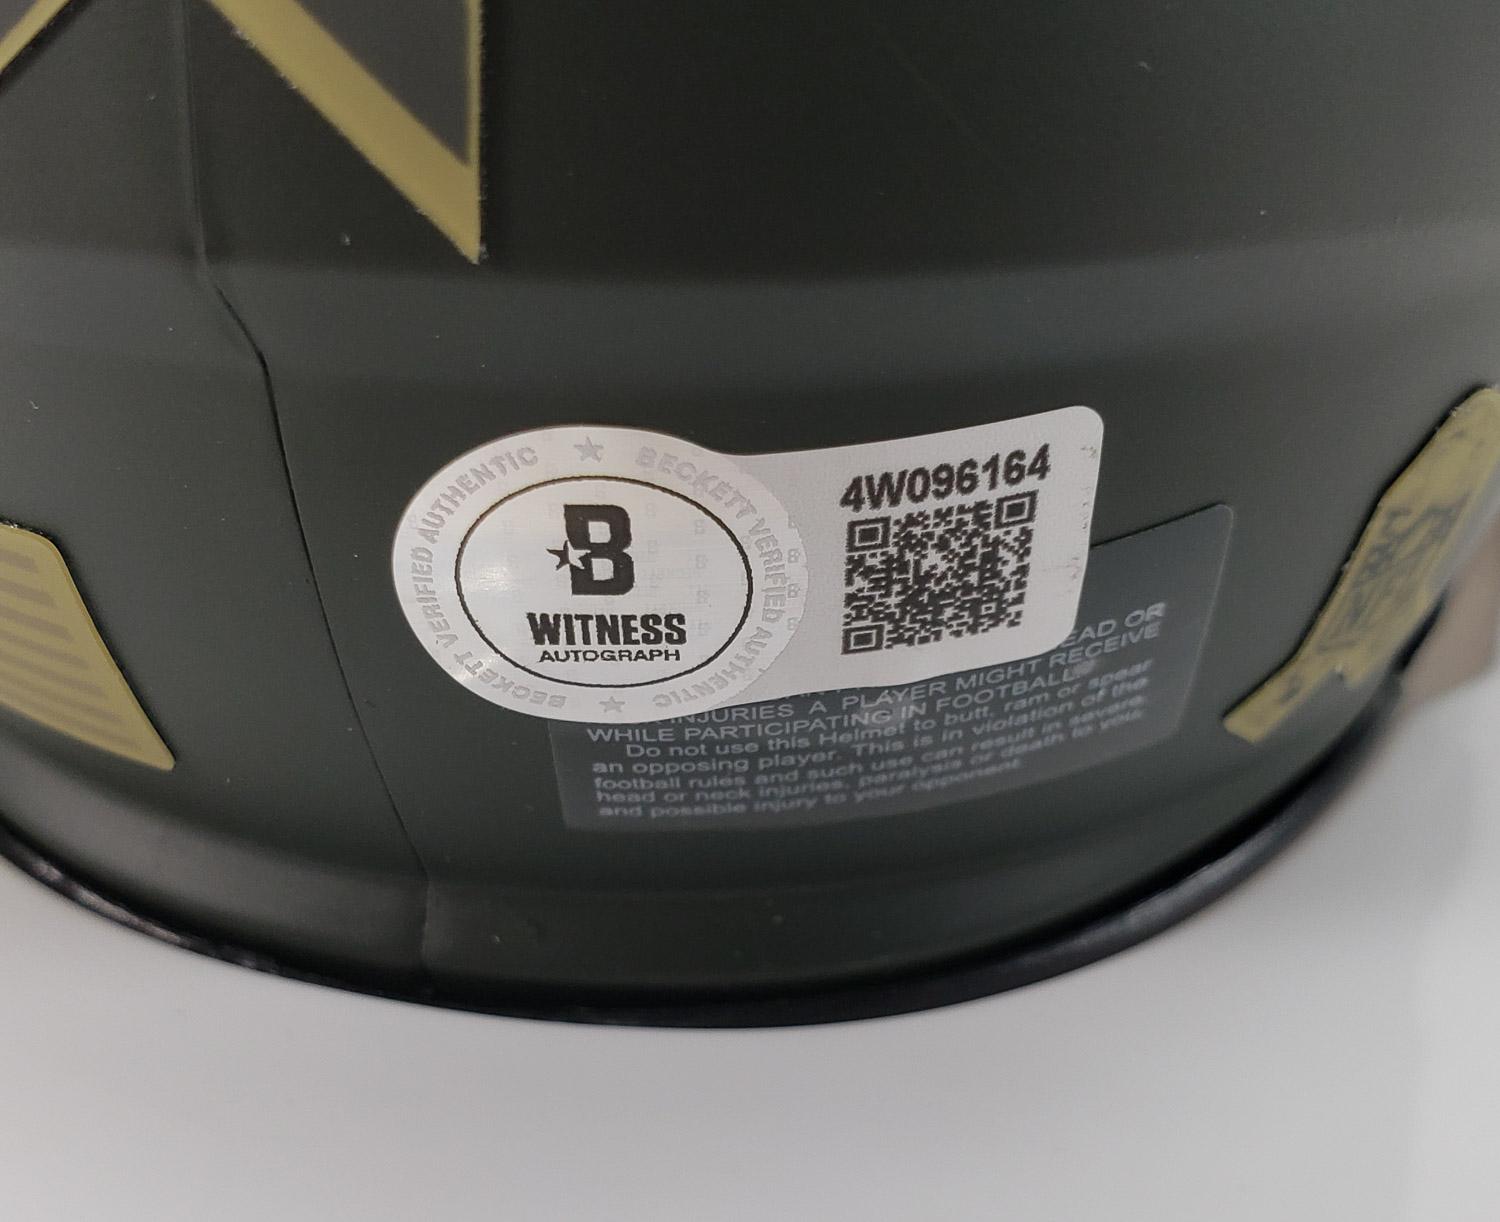 BECKETT VERIFIED AUTHENTIC ★ BECKETT VERIFIED AUTHENTIC ★
B
WITNESS
AUTOGRAPH
4W096164
EAD OR
INJURIES A PLAYER MIGHT RECEIVE
WHILE PARTICIPATING IN FOOTBALL.
Do not use this Helmet to butt, ram or spear
an opposing player. This is in violation of the
football rules and such use can result in severe
head or neck injuries, paralysis or death to you
and possible injury to your opponent.